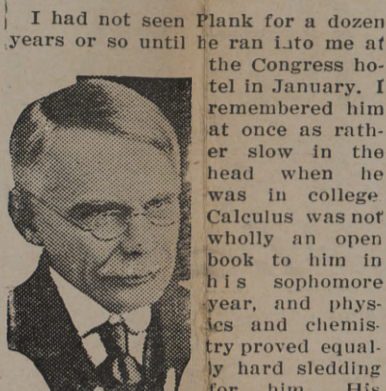 I had not seen Plank for a dozen
years or so until he ran into me at
the Congress ho-
tel in January. I
remembered him
at once as rath-
er slow in the
head when he
was in college
Calculus was not
wholly an open
book to him in
his sophomore
year, and phys-
ics and chemis-
try proved equal-
ly hard sledding
for him. His